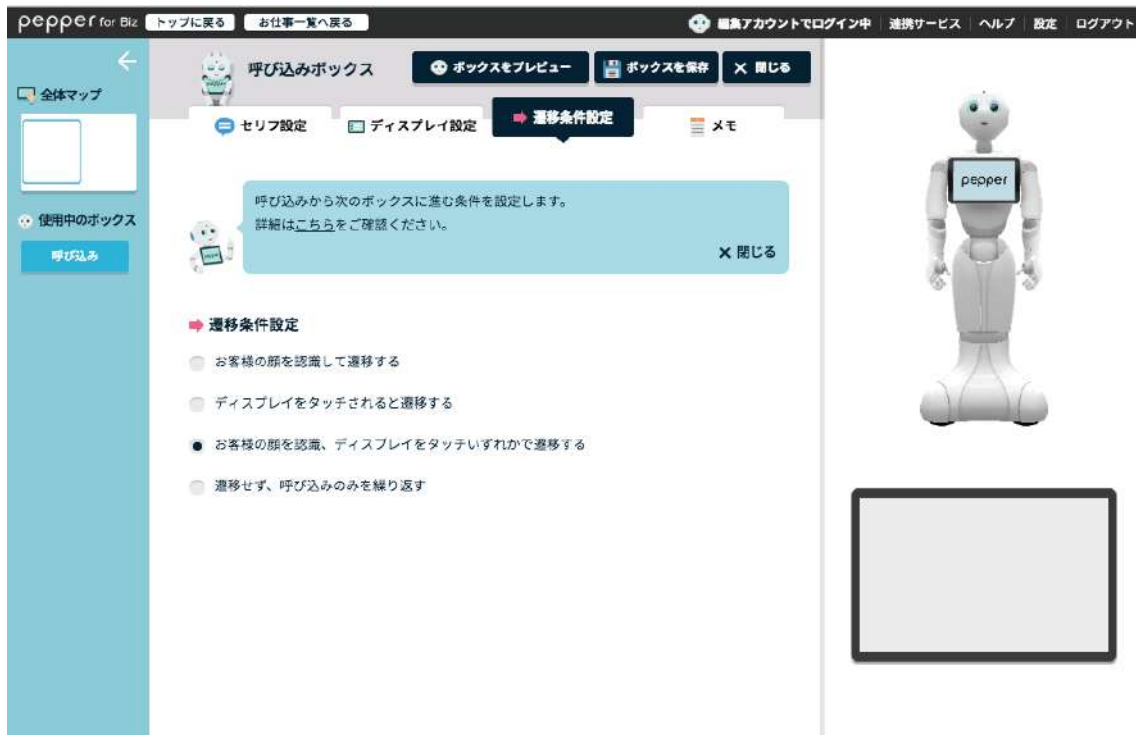 pepper for Biz トップに戻る お仕事一覧へ戻る 編集アカウントでログイン中 連携サービス ヘルプ 設定 ログアウト
全体マップ
使用中のボックス
呼び込み
呼び込みボックス ボックスをプレビュー ボックスを保存 × 閉じる
セリフ設定 ディスプレイ設定 遷移条件設定 メモ
呼び込みから次のボックスに進む条件を設定します。
詳細はこちらをご確認ください。
× 閉じる
遷移条件設定
お客様の顔を認識して遷移する
ディスプレイをタッチされると遷移する
お客様の顔を認識、ディスプレイをタッチいずれかで遷移する
遷移せず、呼び込みのみを繰り返す
pepper